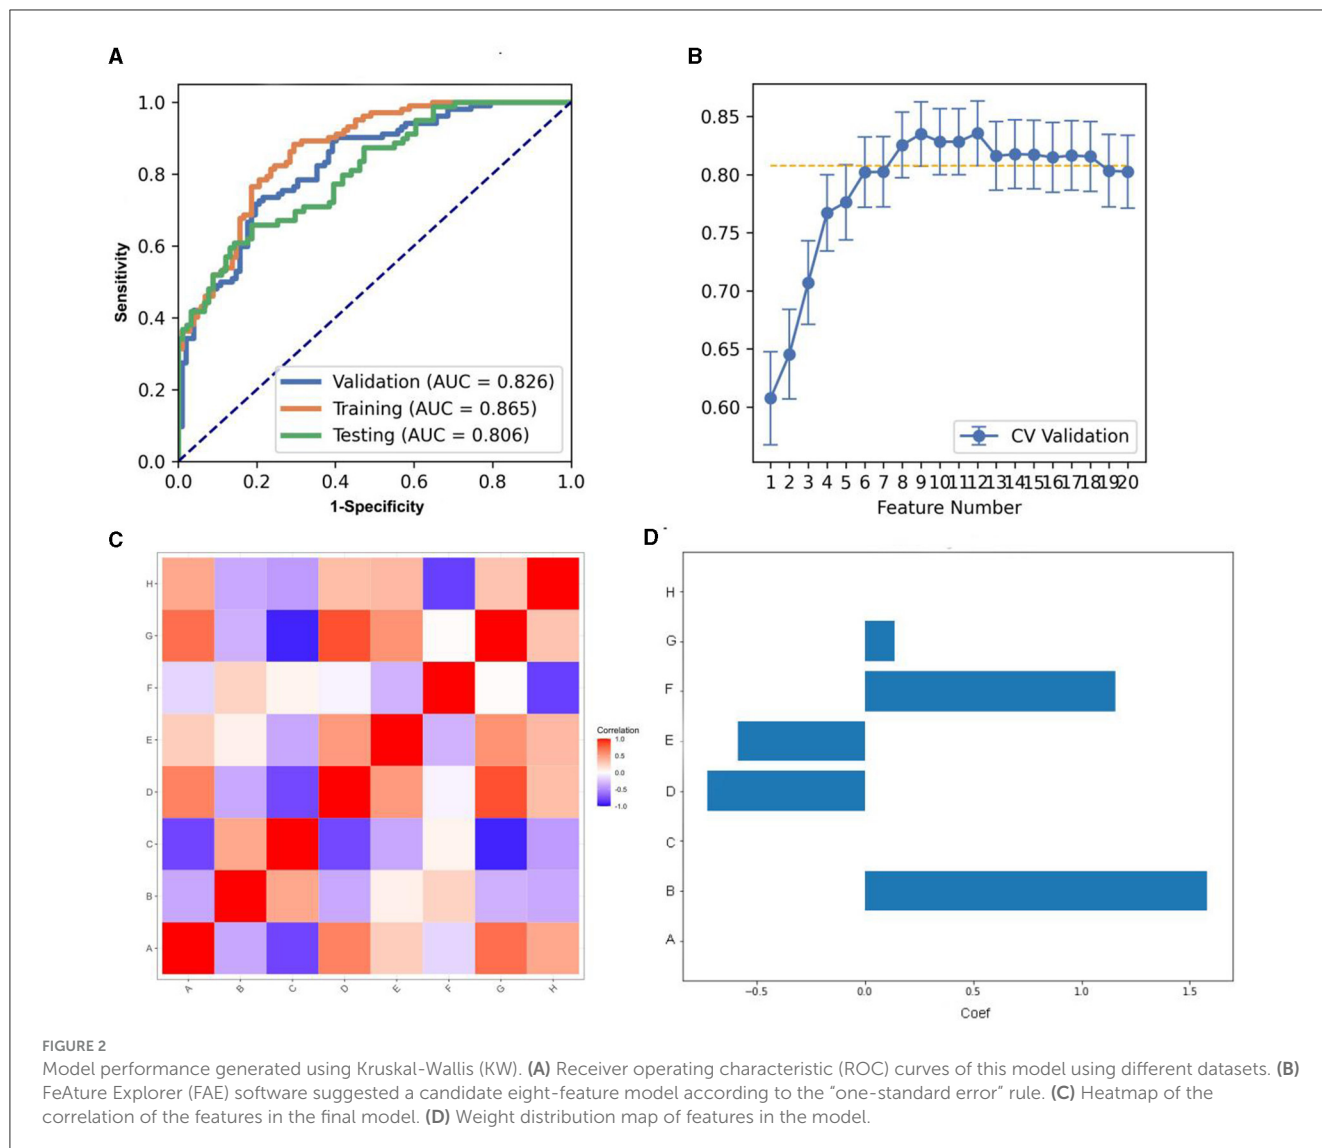 A
1.0
0.8
0.6
0.4
0.2
0.0
Sensitivity
Validation (AUC = 0.826)
Training (AUC = 0.865)
Testing (AUC = 0.806)
0.0 0.2 0.4 0.6 0.8 1.0
1-Specificity
B
0.85
0.80
0.75
0.70
0.65
0.60
CV Validation
1 2 3 4 5 6 7 8 9 10 11 12 13 14 15 16 17 18 19 20
Feature Number
C
H
G
F
E
D
C
B
A
A B C D E F G H
Correlation
1.0
0.5
0.0
-0.5
-1.0
D
H
G
F
E
D
C
B
A
−0.5 0.0 0.5 1.0 1.5
Coef
FIGURE 2
Model performance generated using Kruskal-Wallis (KW). (A) Receiver operating characteristic (ROC) curves of this model using different datasets. (B)
FeAture Explorer (FAE) software suggested a candidate eight-feature model according to the “one-standard error” rule. (C) Heatmap of the
correlation of the features in the final model. (D) Weight distribution map of features in the model.